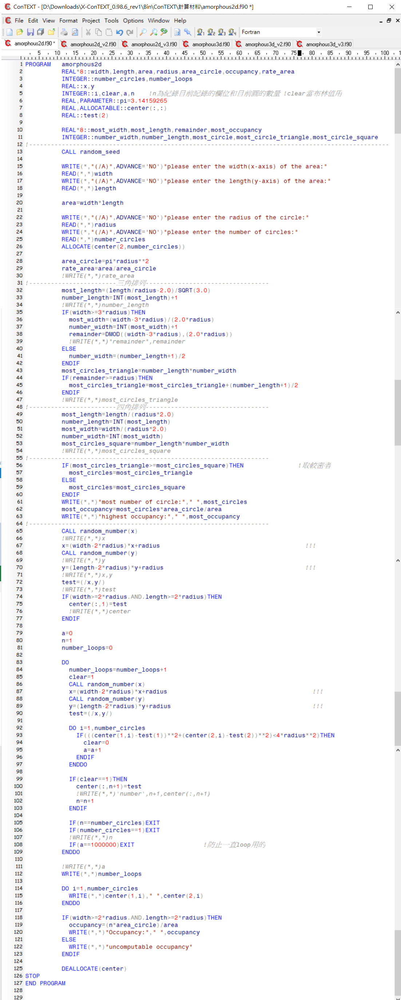 ConTEXT - [D:\Downloads\X-ConTEXT_0.98.6_rev1\Bin\ConTEXT\計算材料\amorphous2d.f90 *]
File Edit View Format Project Tools Options Window Help
1 2 3 4 Fortran
amorphous2d.f90 * amorphous2d_v2.f90 amorphous2d_v3.f90 amorphous3d.f90 amorphous3d_v2.f90 amorphous3d_v3.f90
5 10 15 20 25 30 35 40 45 50 55 60 65 70 75 80 85 90 95 100
1 PROGRAM amorphous2d
2 REAL*8::width,length,area,radius,area_circle,occupancy,rate_area
3 INTEGER::number_circles,number_loops
4 REAL::x,y
5 INTEGER::i,clear,a,n !n為紀錄目前記錄的欄位和目前圓的數量 !clear當布林值用
6 REAL,PARAMETER::pi=3.14159265
7 REAL,ALLOCATABLE::center(:,:)
8 REAL::test(2)
9
10 REAL*8::most_width,most_length,remainder,most_occupancy
11 INTEGER::number_width,number_length,most_circle,most_circle_triangle,most_circle_square
12 !---------------------------------------------------------------------------------------------------
13 CALL random_seed
14
15 WRITE(*,"(/A)",ADVANCE='NO')"please enter the width(x-axis) of the area:"
16 READ(*,*)width
17 WRITE(*,"(/A)",ADVANCE='NO')"please enter the length(y-axis) of the area:"
18 READ(*,*)length
19
20 area=width*length
21
22 WRITE(*,"(/A)",ADVANCE='NO')"please enter the radius of the circle:"
23 READ(*,*)radius
24 WRITE(*,"(/A)",ADVANCE='NO')"please enter the number of circles:"
25 READ(*,*)number_circles
26 ALLOCATE(center(2,number_circles))
27
28 area_circle=pi*radius**2
29 rate_area=area/area_circle
30 !WRITE(*,*)rate_area
31 !------------------------三角排列----------------------------------
32 most_length=(length/radius-2.0)/SQRT(3.0)
33 number_length=INT(most_length)+1
34 !WRITE(*,*)number_length
35 IF(width>=3*radius)THEN
36 most_width=(width-3*radius)/(2.0*radius)
37 number_width=INT(most_width)+1
38 remainder=DMOD((width-3*radius),(2.0*radius))
39 !WRITE(*,*)"remainder",remainder
40 ELSE
41 number_width=(number_length+1)/2
42 ENDIF
43 most_circles_triangle=number_length*number_width
44 IF(remainder>=radius)THEN
45 most_circles_triangle=most_circles_triangle+(number_length+1)/2
46 ENDIF
47 !WRITE(*,*)most_circles_triangle
48 !------------------------四角排列----------------------------------
49 most_length=length/(radius*2.0)
50 number_length=INT(most_length)
51 most_width=width/(radius*2.0)
52 number_width=INT(most_width)
53 most_circles_square=number_length*number_width
54 !WRITE(*,*)most_circles_square
55 !------------------------------------------------------------------
56 IF(most_circles_triangle>=most_circles_square)THEN !取較密者
57 most_circles=most_circles_triangle
58 ELSE
59 most_circles=most_circles_square
60 ENDIF
61 WRITE(*,*)"most number of circle:"," ",most_circles
62 most_occupancy=most_circles*area_circle/area
63 WRITE(*,*)"highest occupancy:"," ",most_occupancy
64 !------------------------------------------------------------------
65 CALL random_number(x)
66 !WRITE(*,*)x
67 x=(width-2*radius)*x+radius !!!
68 CALL random_number(y)
69 !WRITE(*,*)y
70 y=(length-2*radius)*y+radius !!!
71 !WRITE(*,*)x,y
72 test=(/x,y/)
73 !WRITE(*,*)test
74 IF(width>=2*radius.AND.length>=2*radius)THEN
75 center(:,1)=test
76 !WRITE(*,*)center
77 ENDIF
78
79 a=0
80 n=1
81 number_loops=0
82
83 DO
84 number_loops=number_loops+1
85 clear=1
86 CALL random_number(x)
87 x=(width-2*radius)*x+radius !!!
88 CALL random_number(y)
89 y=(length-2*radius)*y+radius !!!
90 test=(/x,y/)
91
92 DO i=1,number_circles
93 IF(((center(1,i)-test(1))**2+(center(2,i)-test(2))**2)<4*radius**2)THEN
94 clear=0
95 a=a+1
96 ENDIF
97 ENDDO
98
99 IF(clear==1)THEN
100 center(:,n+1)=test
101 !WRITE(*,*)'number',n+1,center(:,n+1)
102 n=n+1
103 ENDIF
104
105 IF(n==number_circles)EXIT
106 IF(number_circles==1)EXIT
107 !WRITE(*,*)n
108 IF(a==1000000)EXIT !防止一直loop用的
109 ENDDO
110
111 !WRITE(*,*)a
112 WRITE(*,*)number_loops
113
114 DO i=1,number_circles
115 WRITE(*,*)center(1,i)," ",center(2,i)
116 ENDDO
117
118 IF(width>=2*radius.AND.length>=2*radius)THEN
119 occupancy=(n*area_circle)/area
120 WRITE(*,*)"Occupancy:"," ",occupancy
121 ELSE
122 WRITE(*,*)"uncomputable occupancy"
123 ENDIF
124
125 DEALLOCATE(center)
126 STOP
127 END PROGRAM
128
129